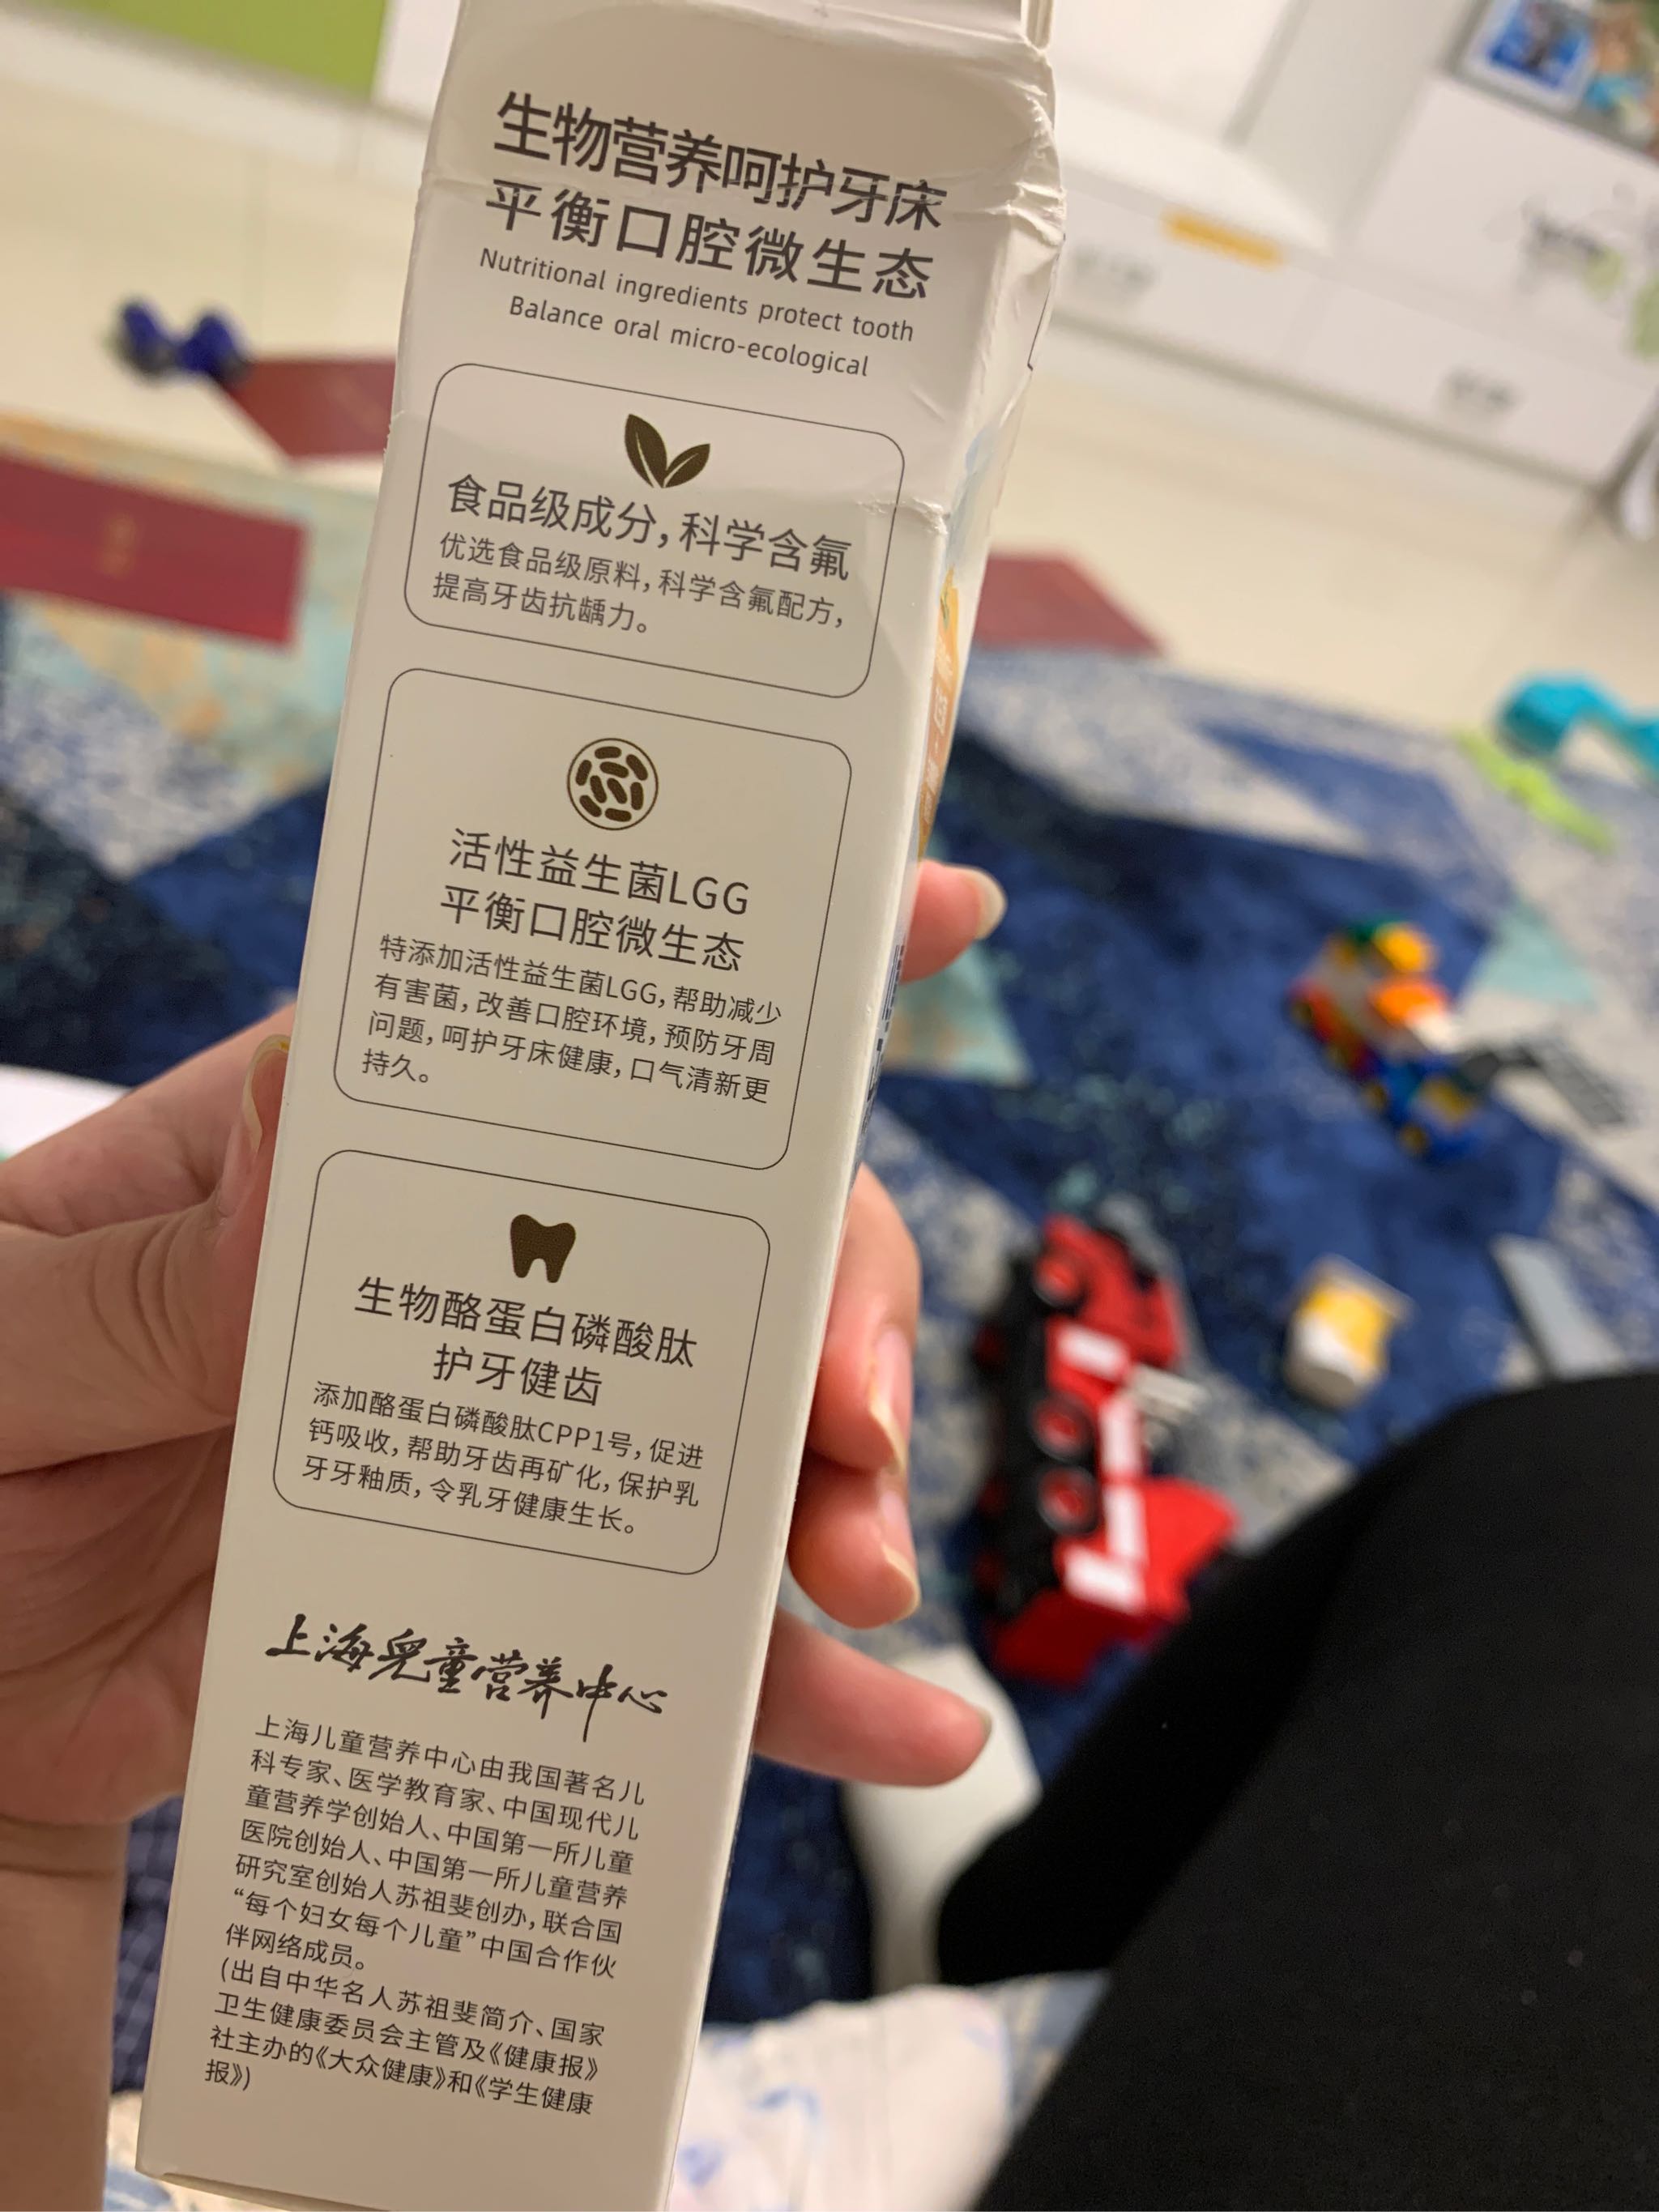 生物营养呵护牙床
平衡口腔微生态
Nutritional ingredients protect tooth
Balance oral micro-ecological
食品级成分，科学含氟
优选食品级原料，科学含氟配方，
提高牙齿抗龋力。
活性益生菌LGG
平衡口腔微生态
特添加活性益生菌LGG，帮助减少
有害菌，改善口腔环境，预防牙周
问题，呵护牙床健康，口气清新更
持久。
生物酪蛋白磷酸肽
护牙健齿
添加酪蛋白磷酸肽CPP1号，促进
钙吸收，帮助牙齿再矿化，保护乳
牙牙釉质，令乳牙健康生长。
上海儿童营养中心
上海儿童营养中心由我国著名儿
科专家、医学教育家、中国现代儿
童营养学创始人、中国第一所儿童
医院创始人、中国第一所儿童营养
研究室创始人苏祖斐创办，联合国
“每个妇女每个儿童”中国合作伙
伴网络成员。
(出自中华名人苏祖斐简介、国家
卫生健康委员会主管及《健康报》
社主办的《大众健康》和《学生健康
报》)